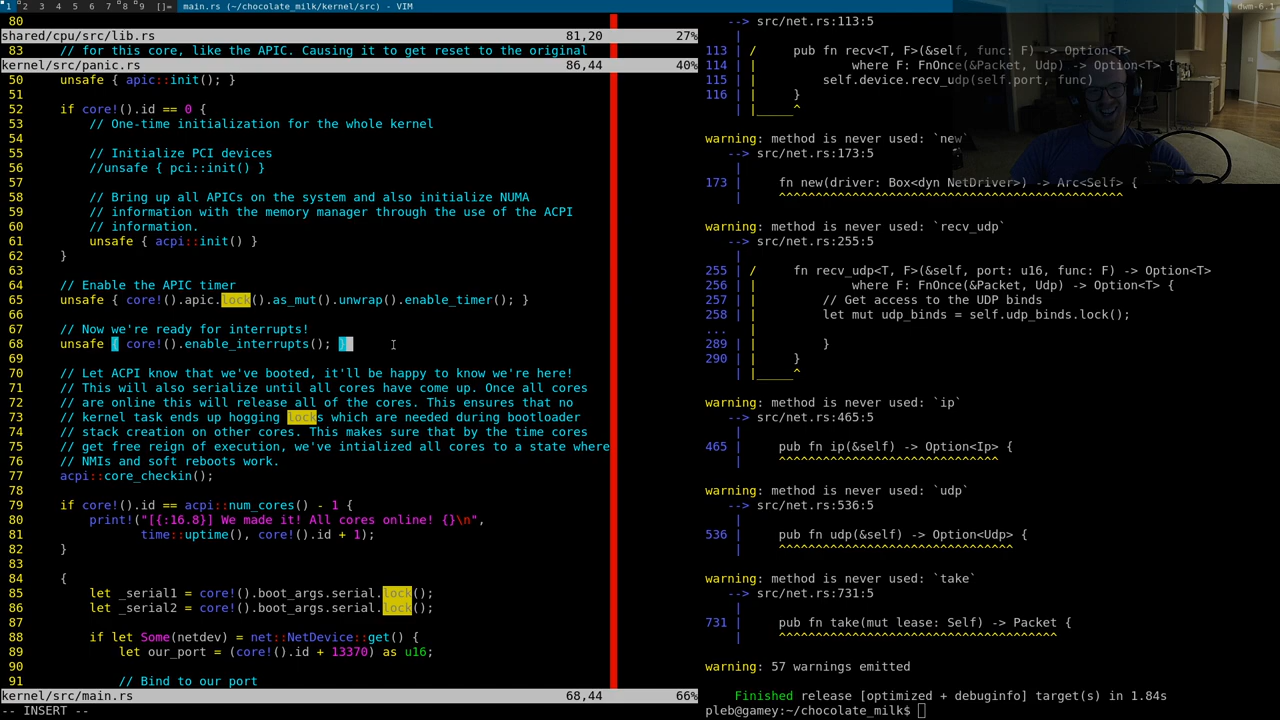 1 2 3 4 5 6 7 8 9 []= main.rs (~/chocolate_milk/kernel/src) - VIM dwm-6.1
80
shared/cpu/src/lib.rs 81,20 27%
83 // for this core, like the APIC. Causing it to get reset to the original
kernel/src/panic.rs 86,44 40%
50 unsafe { apic::init(); }
51
52 if core!().id == 0 {
53 // One-time initialization for the whole kernel
54
55 // Initialize PCI devices
56 //unsafe { pci::init() }
57
58 // Bring up all APICs on the system and also initialize NUMA
59 // information with the memory manager through the use of the ACPI
60 // information.
61 unsafe { acpi::init() }
62 }
63
64 // Enable the APIC timer
65 unsafe { core!().apic.lock().as_mut().unwrap().enable_timer(); }
66
67 // Now we're ready for interrupts!
68 unsafe { core!().enable_interrupts(); }
69
70 // Let ACPI know that we've booted, it'll be happy to know we're here!
71 // This will also serialize until all cores have come up. Once all cores
72 // are online this will release all of the cores. This ensures that no
73 // kernel task ends up hogging locks which are needed during bootloader
74 // stack creation on other cores. This makes sure that by the time cores
75 // get free reign of execution, we've intialized all cores to a state where
76 // NMIs and soft reboots work.
77 acpi::core_checkin();
78
79 if core!().id == acpi::num_cores() - 1 {
80 print!("[{:16.8}] We made it! All cores online! {}\n",
81 time::uptime(), core!().id + 1);
82 }
83
84 {
85 let _serial1 = core!().boot_args.serial.lock();
86 let _serial2 = core!().boot_args.serial.lock();
87
88 if let Some(netdev) = net::NetDevice::get() {
89 let our_port = (core!().id + 13370) as u16;
90
91 // Bind to our port
kernel/src/main.rs 68,44 66%
-- INSERT --
--> src/net.rs:113:5
|
113 | / pub fn recv<T, F>(&self, func: F) -> Option<T>
114 | | where F: FnOnce(&Packet, Udp) -> Option<T> {
115 | | self.device.recv_udp(self.port, func)
116 | | }
| |_____^
warning: method is never used: `new`
--> src/net.rs:173:5
|
173 | fn new(driver: Box<dyn NetDriver>) -> Arc<Self> {
| ^^^^^^^^^^^^^^^^^^^^^^^^^^^^^^^^^^^^^^^^^^^^^^^
warning: method is never used: `recv_udp`
--> src/net.rs:255:5
|
255 | / fn recv_udp<T, F>(&self, port: u16, func: F) -> Option<T>
256 | | where F: FnOnce(&Packet, Udp) -> Option<T> {
257 | | // Get access to the UDP binds
258 | | let mut udp_binds = self.udp_binds.lock();
... |
289 | | }
290 | | }
| |_____^
warning: method is never used: `ip`
--> src/net.rs:465:5
|
465 | pub fn ip(&self) -> Option<Ip> {
| ^^^^^^^^^^^^^^^^^^^^^^^^^^^^^^
warning: method is never used: `udp`
--> src/net.rs:536:5
|
536 | pub fn udp(&self) -> Option<Udp> {
| ^^^^^^^^^^^^^^^^^^^^^^^^^^^^^^^^
warning: method is never used: `take`
--> src/net.rs:731:5
|
731 | pub fn take(mut lease: Self) -> Packet {
| ^^^^^^^^^^^^^^^^^^^^^^^^^^^^^^^^^^^^^^
warning: 57 warnings emitted
Finished release [optimized + debuginfo] target(s) in 1.84s
pleb@gamey:~/chocolate_milk$